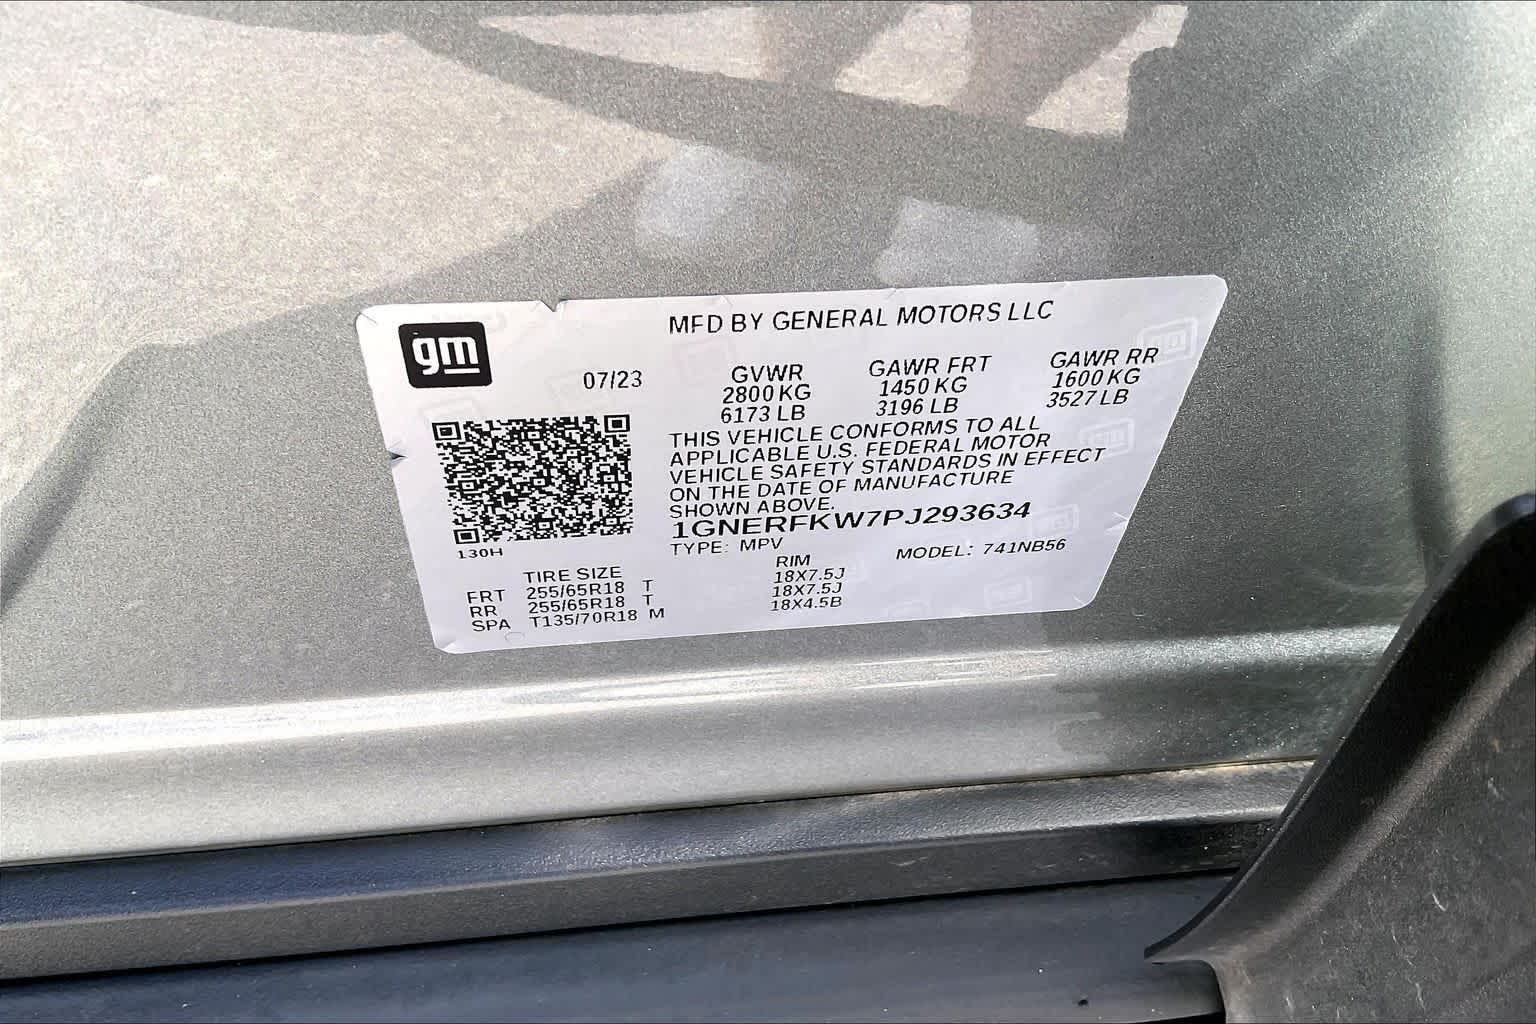 gm
MFD BY GENERAL MOTORS LLC
07/23 GVWR GAWR FRT GAWR RR
2800 KG 1450 KG 1600 KG
6173 LB 3196 LB 3527 LB
THIS VEHICLE CONFORMS TO ALL
APPLICABLE U.S. FEDERAL MOTOR
VEHICLE SAFETY STANDARDS IN EFFECT
ON THE DATE OF MANUFACTURE
SHOWN ABOVE.
1GNERFKW7PJ293634
130H
TYPE: MPV MODEL: 741NB56
TIRE SIZE RIM
FRT 255/65R18 T 18X7.5J
RR 255/65R18 T 18X7.5J
SPA T135/70R18 M 18X4.5B